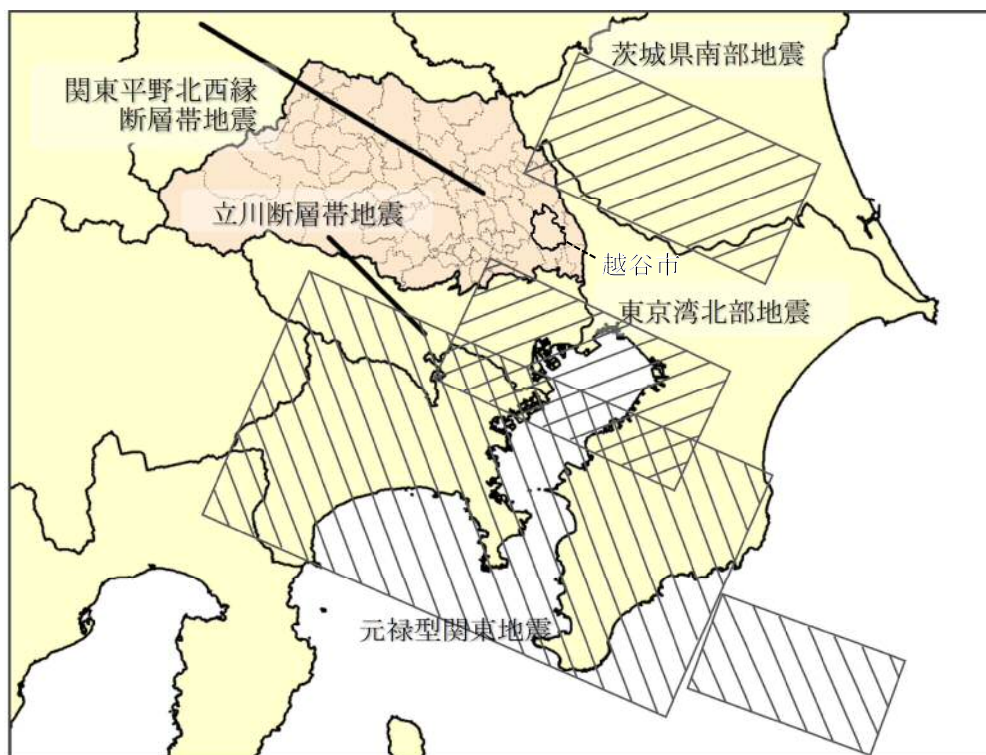 茨城県南部地震
関東平野北西縁
断層帯地震
立川断層帯地震
越谷市
東京湾北部地震
元禄型関東地震